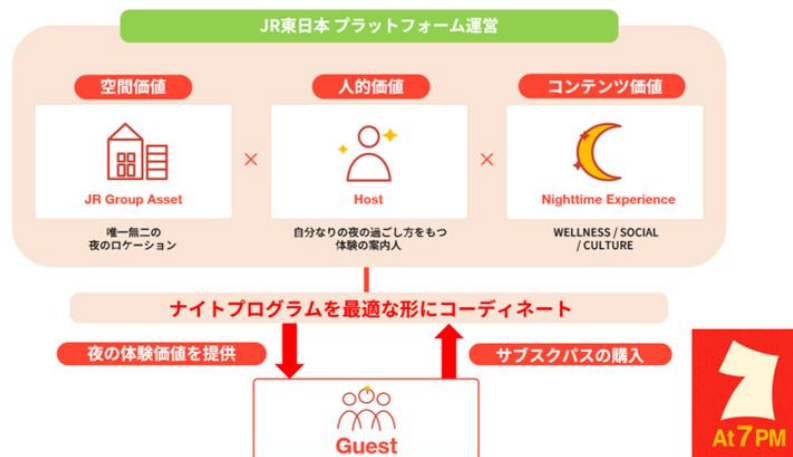 JR東日本 プラットフォーム運営
空間価値
人的価値
コンテンツ価値
×
×
JR Group Asset
Host
Nighttime Experience
唯一無二の
夜のロケーション
自分なりの夜の過ごし方をもつ
体験の案内人
WELLNESS / SOCIAL
/ CULTURE
ナイトプログラムを最適な形にコーディネート
夜の体験価値を提供
サブスクパスの購入
Guest
At 7 PM